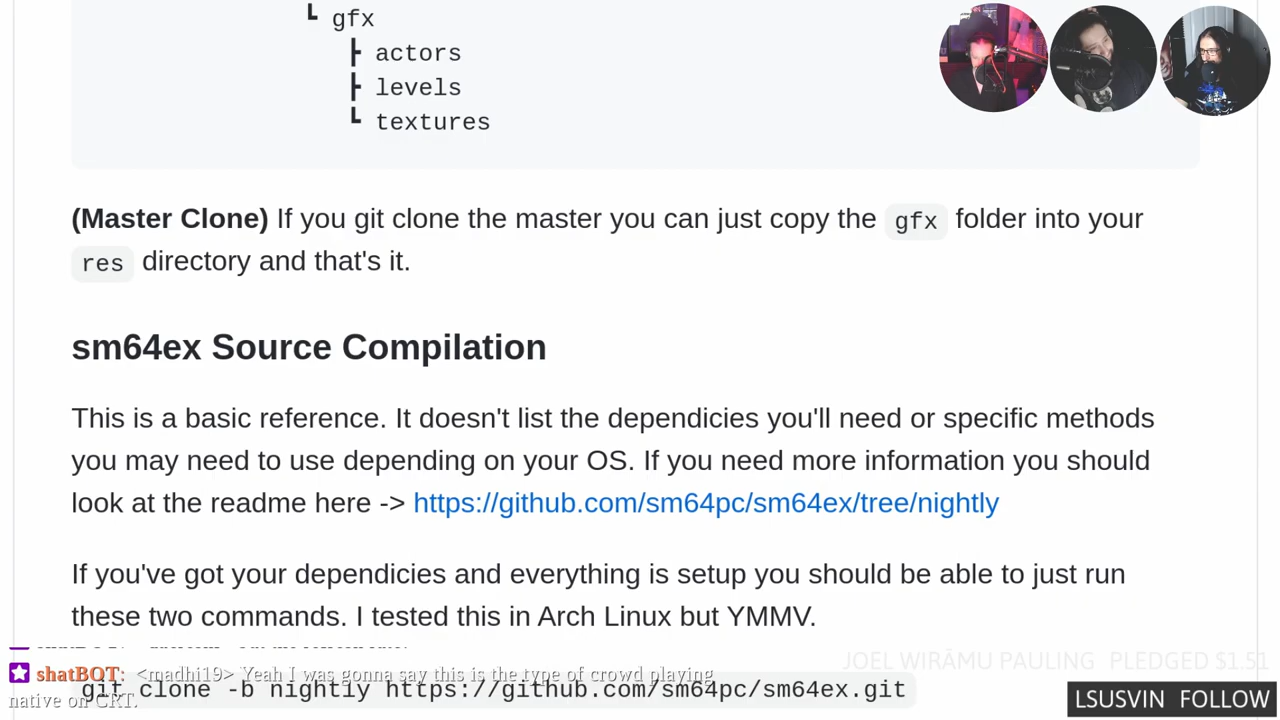 ┗ gfx
┣ actors
┣ levels
┗ textures
(Master Clone) If you git clone the master you can just copy the gfx folder into your
res directory and that's it.
sm64ex Source Compilation
This is a basic reference. It doesn't list the dependicies you'll need or specific methods
you may need to use depending on your OS. If you need more information you should
look at the readme here -> https://github.com/sm64pc/sm64ex/tree/nightly
If you've got your dependicies and everything is setup you should be able to just run
these two commands. I tested this in Arch Linux but YMMV.
JOEL WIRĀMU PAULING PLEDGED $1.51
shatBOT: <madhi19> Yeah I was gonna say this is the type of crowd playing
native on CRT.
git clone -b nightly https://github.com/sm64pc/sm64ex.git
LSUSVIN FOLLOW